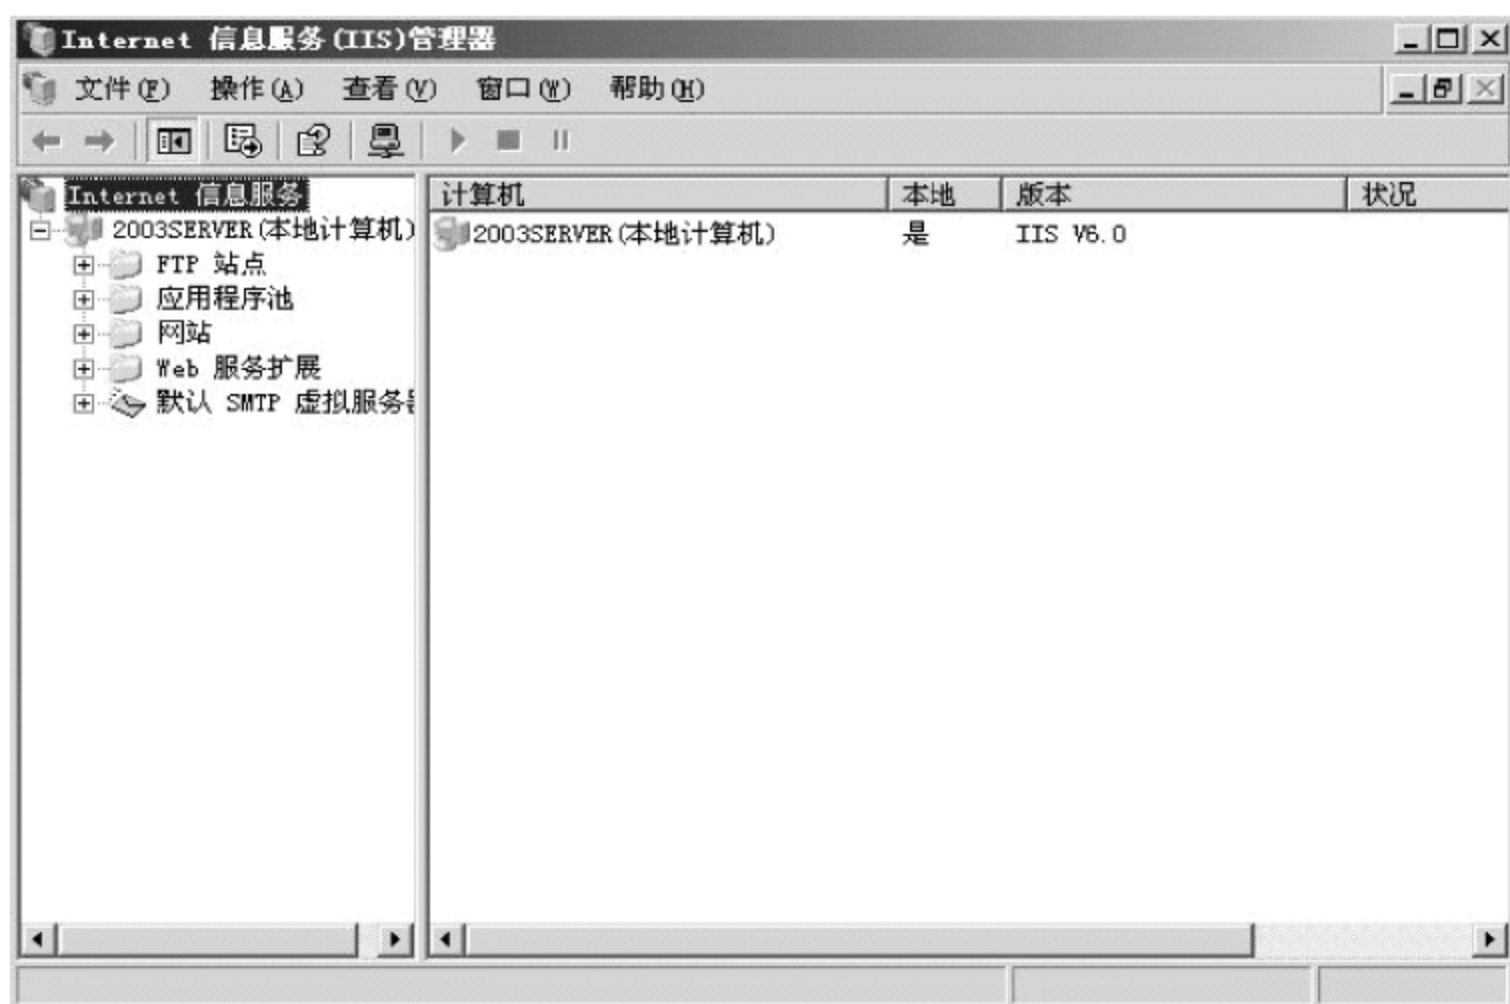 Internet 信息服务(IIS)管理器
文件(F) 操作(A) 查看(V) 窗口(W) 帮助(H)
Internet 信息服务
2003SERVER(本地计算机)
FTP 站点
应用程序池
网站
Web 服务扩展
默认 SMTP 虚拟服务器
计算机 本地 版本 状况
2003SERVER(本地计算机) 是 IIS V6.0